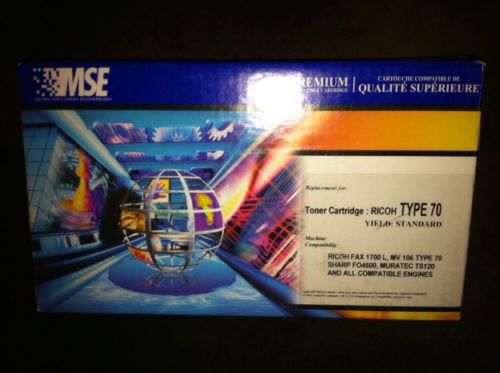 MSE
MICRO SOLUTIONS ENTERPRISES
PREMIUM
CARTRIDGE
CARTOUCHE COMPATIBLE DE
QUALITÉ SUPÉRIEURE
Replacement for:
Toner Cartridge : RICOH TYPE 70
YIELD: STANDARD
Machine
Compatibility:
RICOH FAX 1700 L, MV 106 TYPE 70
SHARP FO4500, MURATEC TS120
AND ALL COMPATIBLE ENGINES